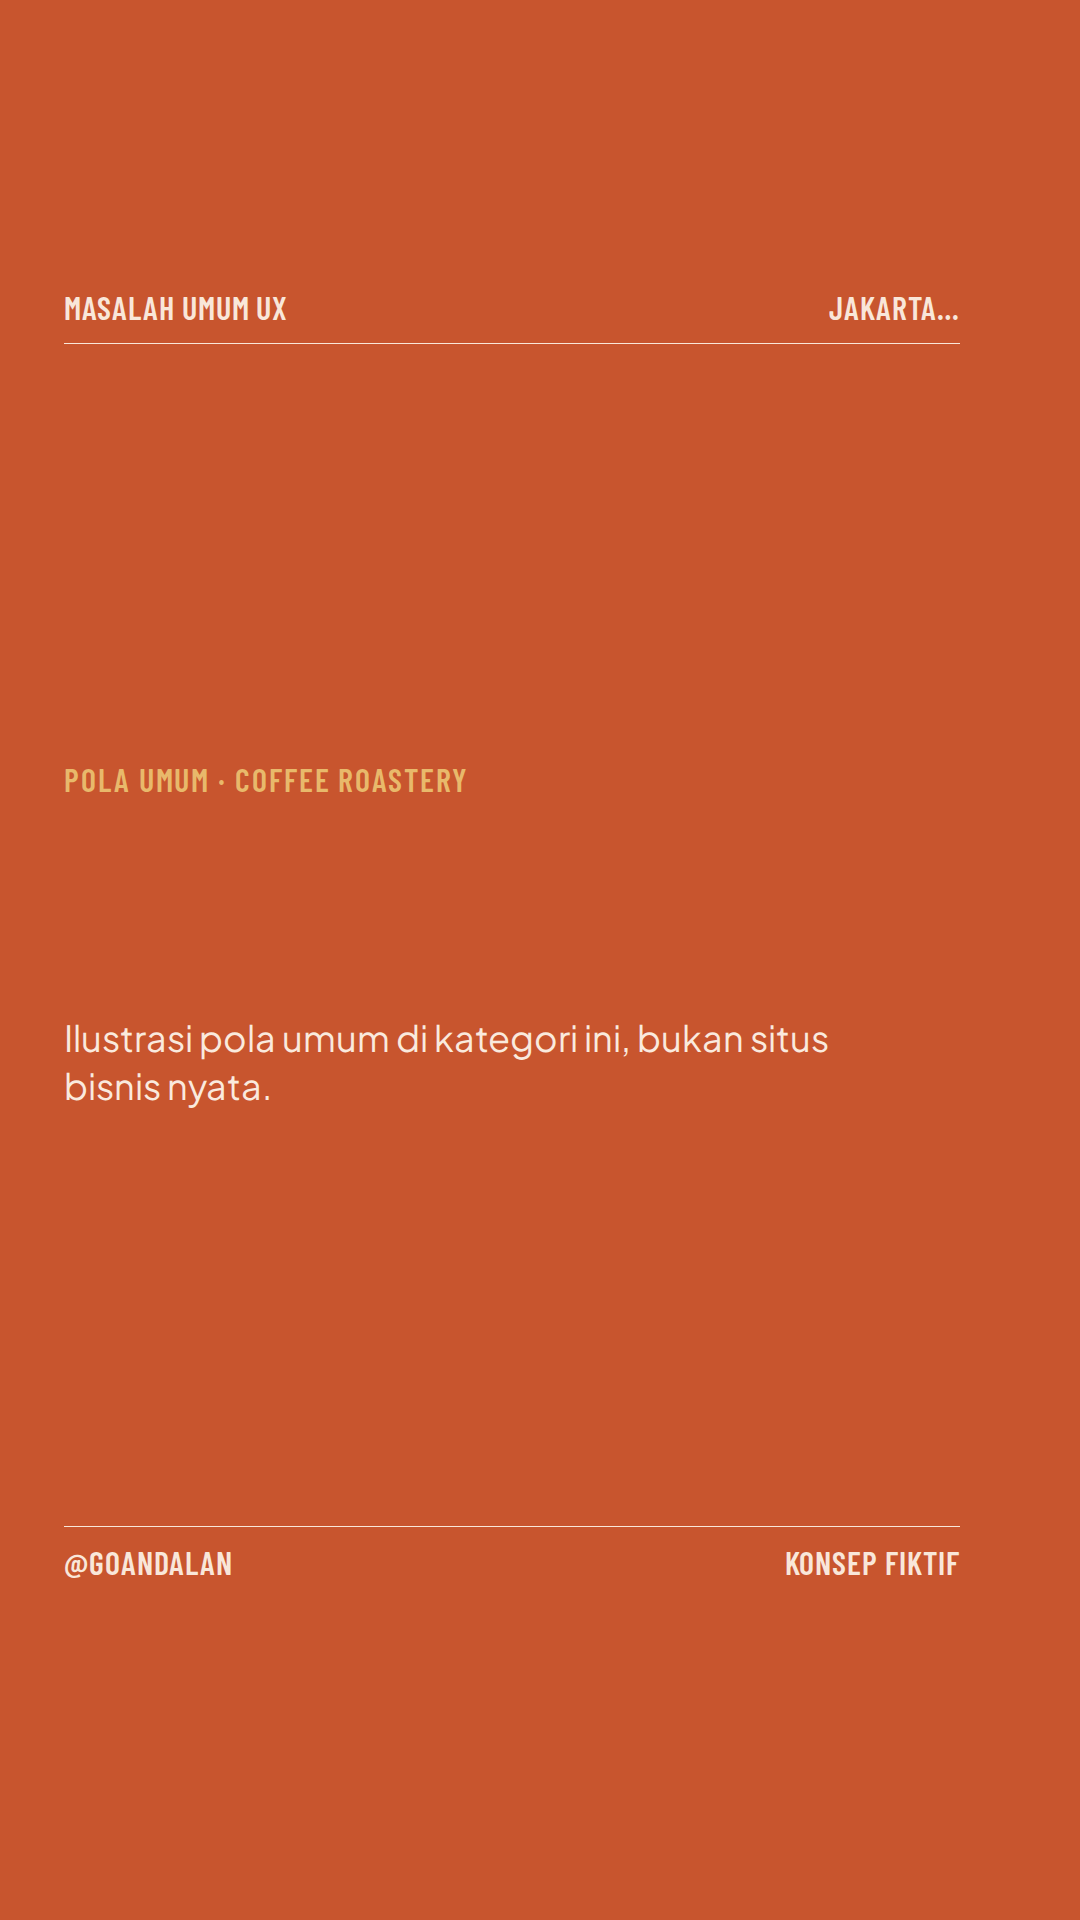 MASALAH UMUM UX
JAKARTA...
POLA UMUM · COFFEE ROASTERY
Ilustrasi pola umum di kategori ini, bukan situs
bisnis nyata.
@GOANDALAN
KONSEP FIKTIF